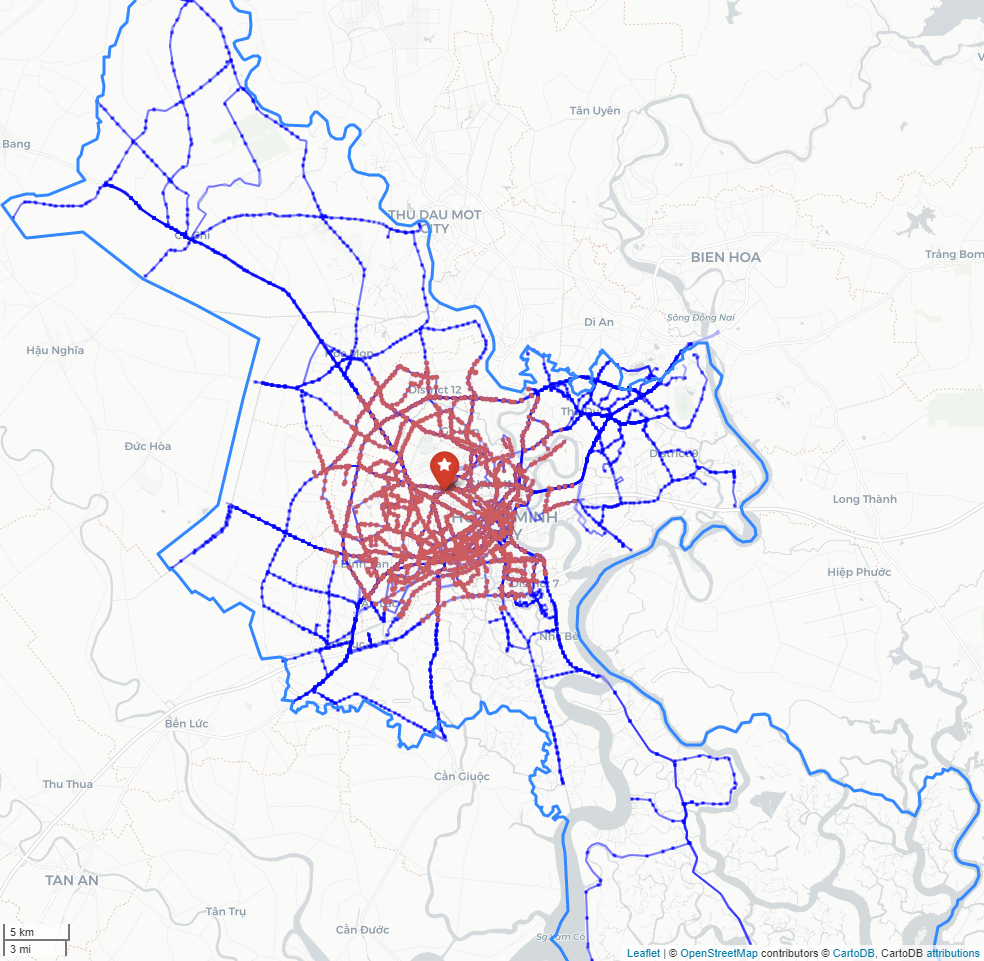 Tân Uyên
Bang
THU DAU MOT
CITY
BIEN HOA
Trảng Bom
Sông Đồng Nai
Di An
Hậu Nghĩa
District 12
Đức Hòa
District 9
Long Thành
MINH
Hiệp Phước
Nhà Bè
Bến Lức
Cần Giuộc
Thu Thua
TAN AN
Tân Trụ
Cần Đước
5 km
3 mi
Leaflet | © OpenStreetMap contributors © CartoDB, CartoDB attributions